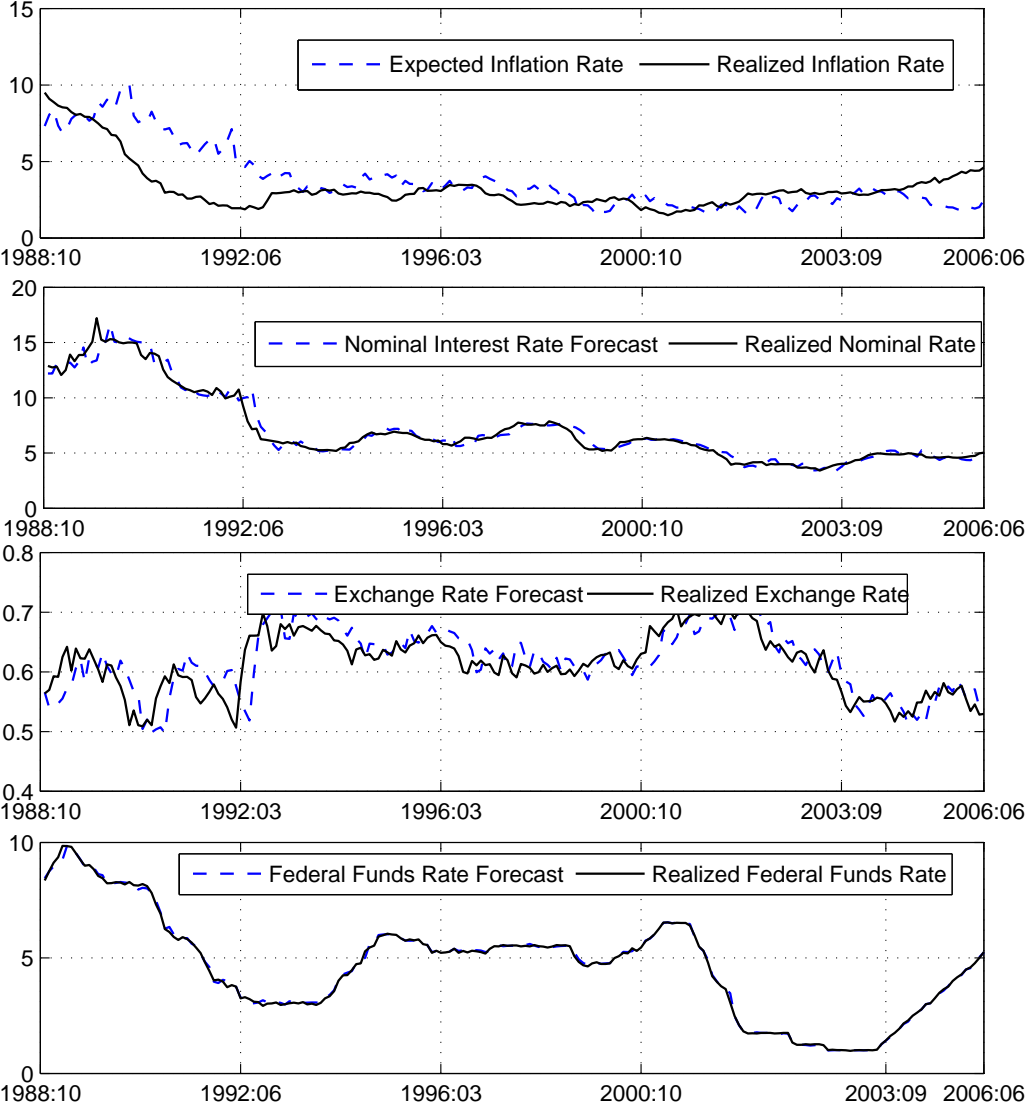 15
Expected Inflation Rate Realized Inflation Rate
10
5
0
1988:10 1992:06 1996:03 2000:10 2003:09 2006:06
20
Nominal Interest Rate Forecast Realized Nominal Rate
15
10
5
0
1988:10 1992:06 1996:03 2000:10 2003:09 2006:06
0.8
Exchange Rate Forecast Realized Exchange Rate
0.7
0.6
0.5
0.4
1988:10 1992:03 1996:03 2000:10 2003:09 2006:06
10
Federal Funds Rate Forecast Realized Federal Funds Rate
5
0
1988:10 1992:06 1996:03 2000:10 2003:09 2006:06